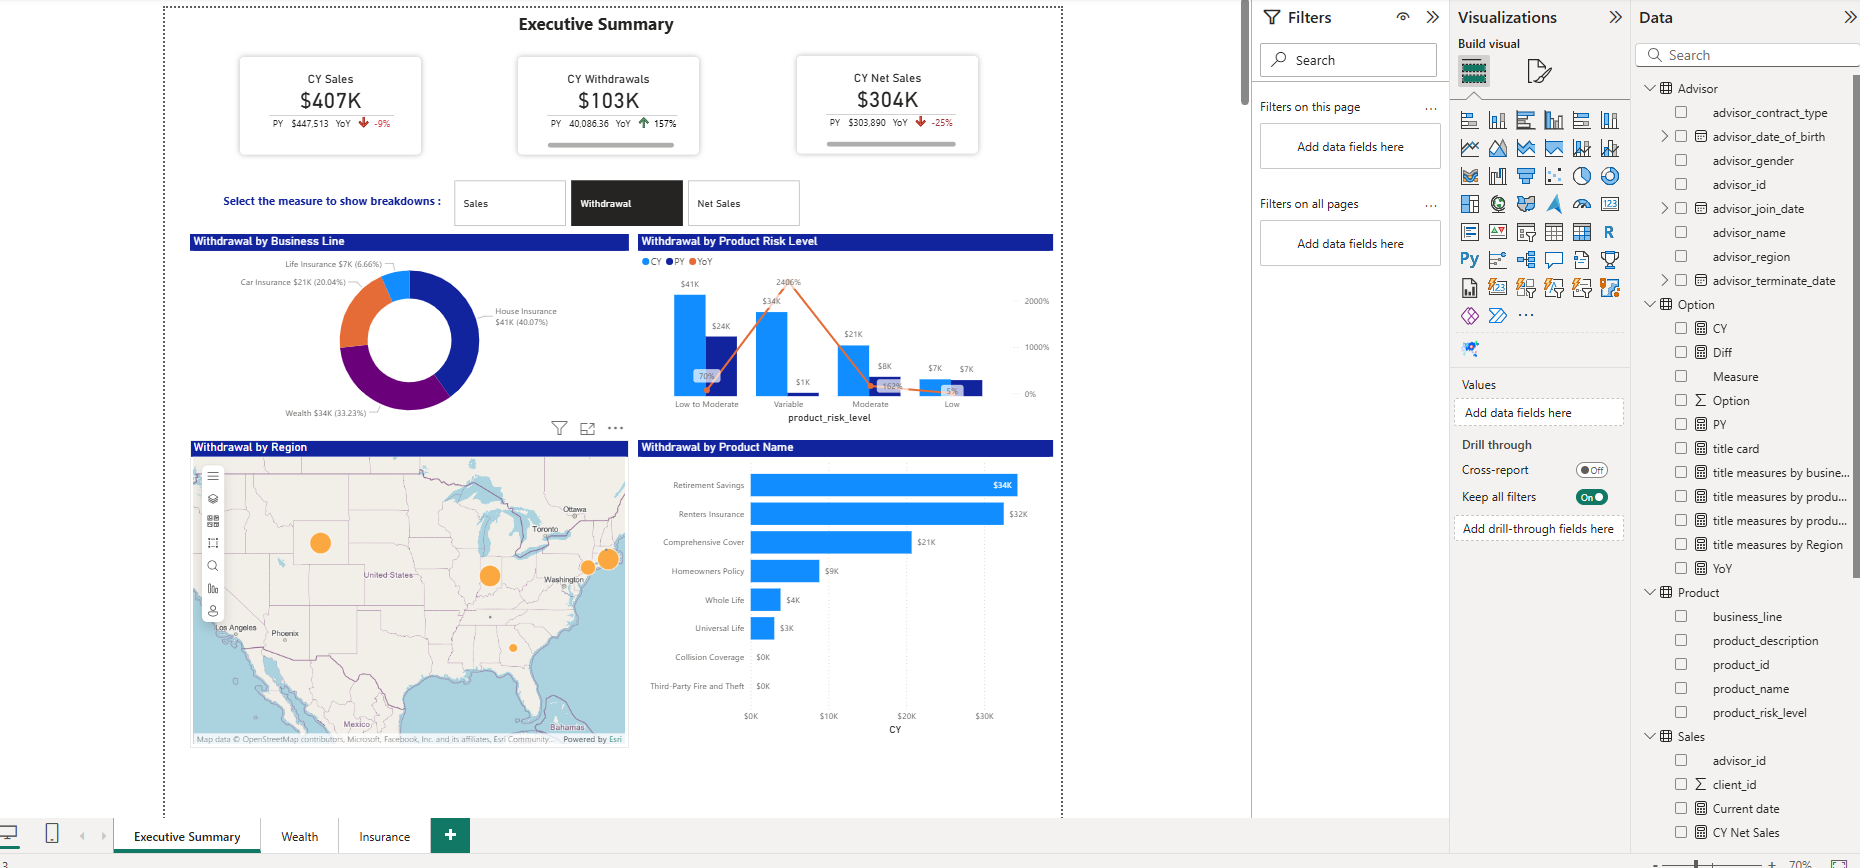 Executive Summary
CY Sales
$407K
PY $447,513 YoY -9%
CY Withdrawals
$103K
PY 40,086.36 YoY 157%
CY Net Sales
$304K
PY $303,890 YoY -25%
Select the measure to show breakdowns :
Sales
Withdrawal
Net Sales
Withdrawal by Business Line
Life Insurance $7K (6.66%)
Car Insurance $21K (20.04%)
House Insurance
$41K (40.07%)
Wealth $34K (33.23%)
Withdrawal by Product Risk Level
CY PY YoY
$41K
$24K
$34K
$1K
$21K
$8K
$7K
$7K
70%
2406%
162%
5%
2000%
1000%
0%
Low to Moderate
Variable
Moderate
Low
product_risk_level
Withdrawal by Region
Ottawa
Toronto
United States
Washington
Los Angeles
Phoenix
Mexico
Bahamas
Map data © OpenStreetMap contributors, Microsoft, Facebook, Inc. and its affiliates, Esri Community...
Powered by Esri
Withdrawal by Product Name
Retirement Savings $34K
Renters Insurance $32K
Comprehensive Cover $21K
Homeowners Policy $9K
Whole Life $4K
Universal Life $3K
Collision Coverage $0K
Third-Party Fire and Theft $0K
$0K $10K $20K $30K
CY
Executive Summary
Wealth
Insurance
+
3
Filters
Search
Filters on this page
...
Add data fields here
Filters on all pages
...
Add data fields here
Visualizations
Build visual
123
R
Py
123
...
Values
Add data fields here
Drill through
Cross-report Off
Keep all filters On
Add drill-through fields here
Data
Search
Advisor
advisor_contract_type
advisor_date_of_birth
advisor_gender
advisor_id
advisor_join_date
advisor_name
advisor_region
advisor_terminate_date
Option
CY
Diff
Measure
Σ Option
PY
title card
title measures by busine...
title measures by produ...
title measures by produ...
title measures by Region
YoY
Product
business_line
product_description
product_id
product_name
product_risk_level
Sales
advisor_id
Σ client_id
Current date
CY Net Sales
- + 70%